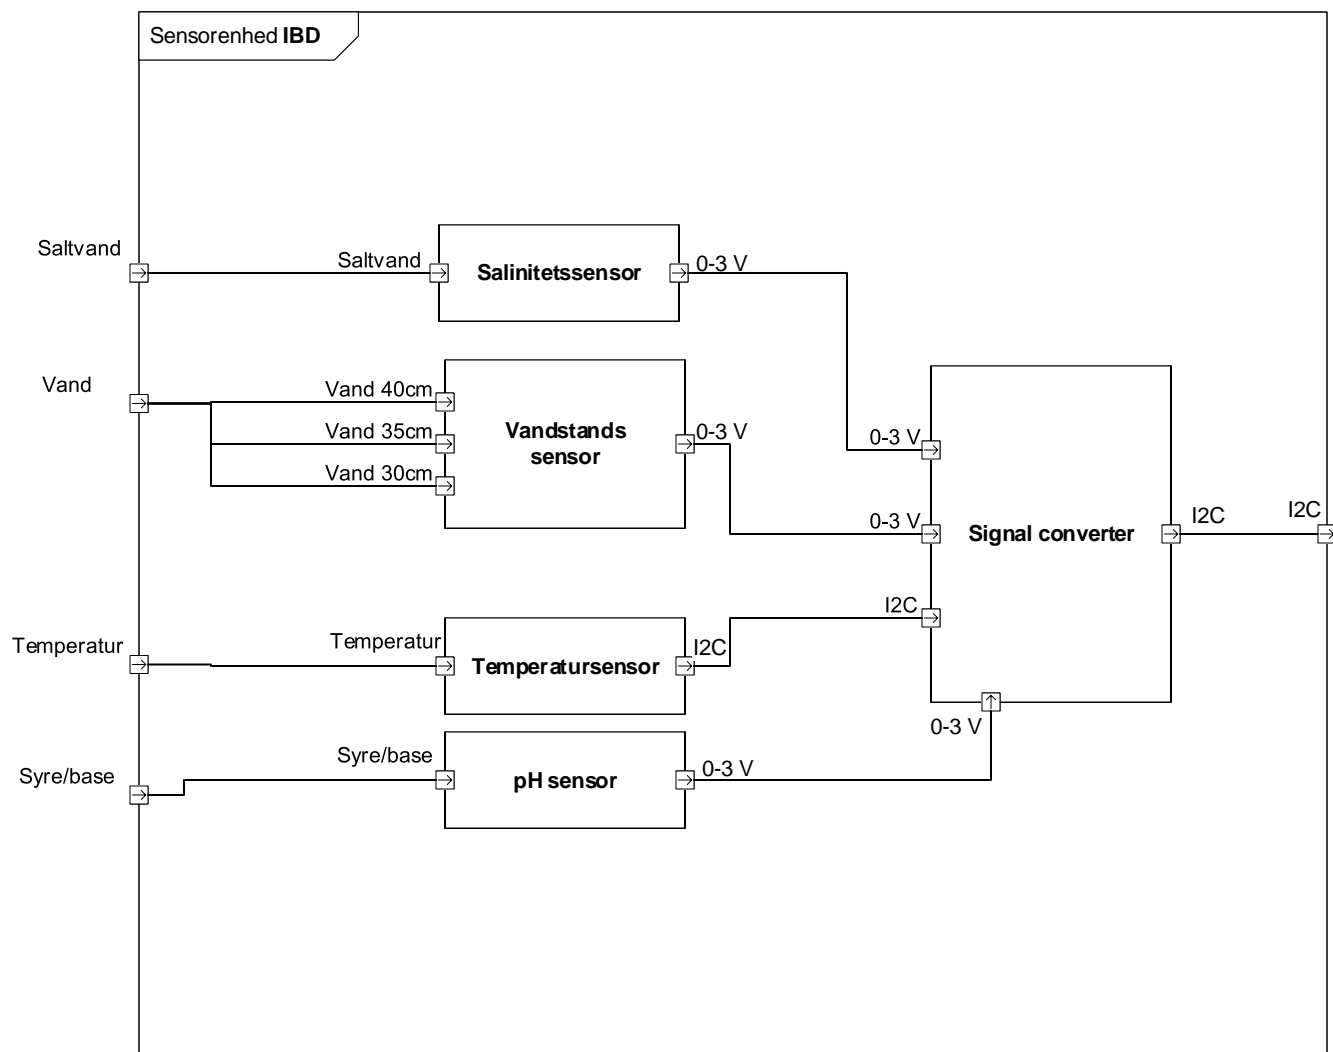 Sensorenhed IBD
Saltvand
Saltvand
Salinitetssensor
0-3 V
Vand
Vand 40cm
Vand 35cm
Vand 30cm
Vandstands
sensor
0-3 V
0-3 V
0-3 V
I2C
Signal converter
I2C
I2C
Temperatur
Temperatur
Temperatursensor
I2C
0-3 V
Syre/base
Syre/base
pH sensor
0-3 V